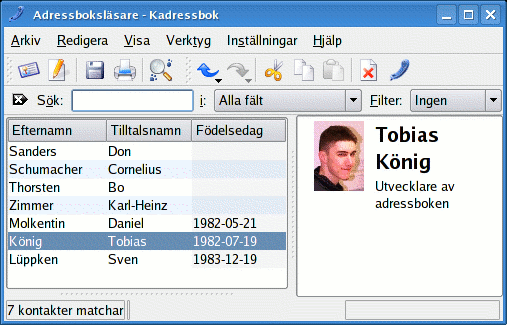 Adressboksläsare - Kadressbok
Arkiv Redigera Visa Verktyg Inställningar Hjälp
Sök: i: Alla fält Filter: Ingen
Efternamn Tilltalsnamn Födelsedag
Sanders Don
Schumacher Cornelius
Thorsten Bo
Zimmer Karl-Heinz
Molkentin Daniel 1982-05-21
König Tobias 1982-07-19
Lüppken Sven 1983-12-19
Tobias
König
Utvecklare av
adressboken
7 kontakter matchar